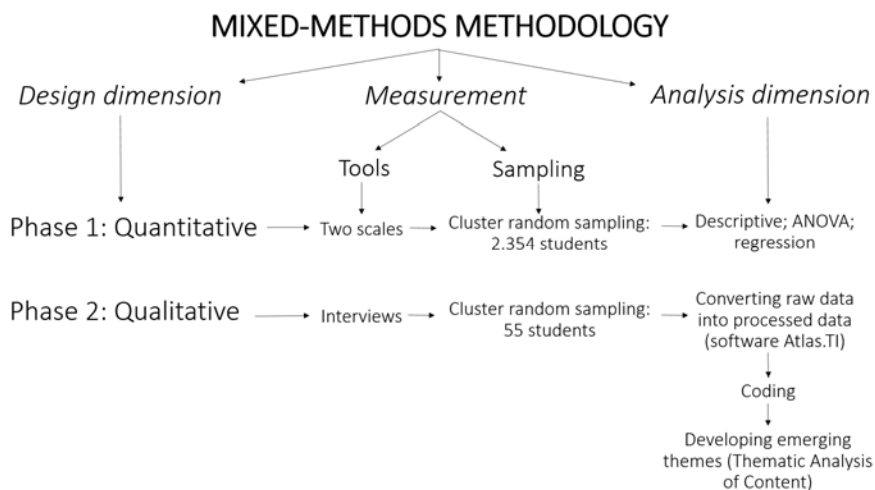 MIXED-METHODS METHODOLOGY
Design dimension
Measurement
Analysis dimension
Tools
Sampling
Phase 1: Quantitative
Two scales
Cluster random sampling:
2.354 students
Descriptive; ANOVA;
regression
Phase 2: Qualitative
Interviews
Cluster random sampling:
55 students
Converting raw data
into processed data
(software Atlas.TI)
Coding
Developing emerging
themes (Thematic Analysis
of Content)